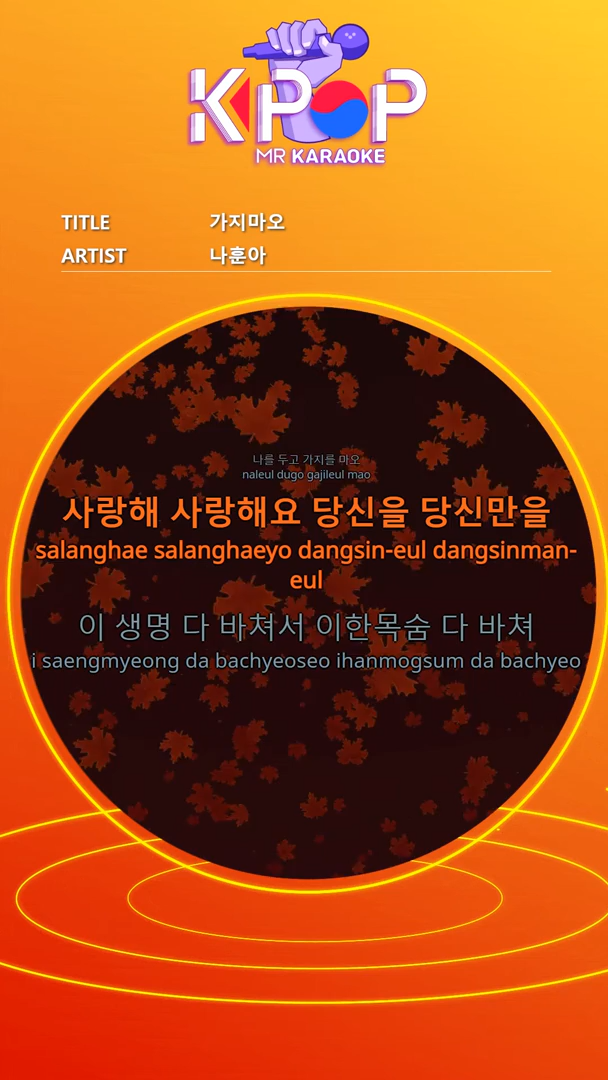 KPOP
MR KARAOKE
TITLE 가지마오
ARTIST 나훈아
나를 두고 가지를 마오
naleul dugo gajileul mao
사랑해 사랑해요 당신을 당신만을
salanghae salanghaeyo dangsin-eul dangsinman-
eul
이 생명 다 바쳐서 이한목숨 다 바쳐
i saengmyeong da bachyeoseo ihanmogsum da bachyeo